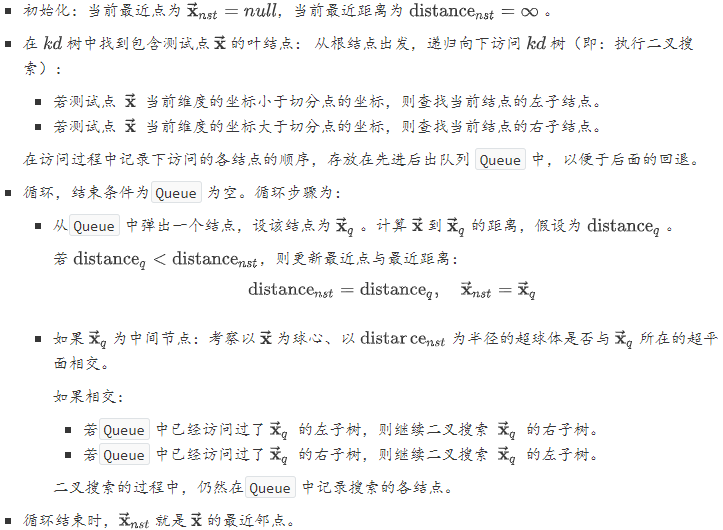 初始化：当前最近点为 $\vec{\mathbf{x}}_{nst} = null$，当前最近距离为 $\text{distance}_{nst} = \infty$ 。
在 $kd$ 树中找到包含测试点 $\vec{\mathbf{x}}$ 的叶结点： 从根结点出发，递归向下访问 $kd$ 树（即：执行二叉搜
索）：
若测试点 $\vec{\mathbf{x}}$ 当前维度的坐标小于切分点的坐标，则查找当前结点的左子结点。
若测试点 $\vec{\mathbf{x}}$ 当前维度的坐标大于切分点的坐标，则查找当前结点的右子结点。
在访问过程中记录下访问的各结点的顺序，存放在先进后出队列 Queue 中，以便于后面的回退。
循环，结束条件为 Queue 为空。循环步骤为：
从 Queue 中弹出一个结点，设该结点为 $\vec{\mathbf{x}}_q$ 。计算 $\vec{\mathbf{x}}$ 到 $\vec{\mathbf{x}}_q$ 的距离，假设为 $\text{distance}_q$ 。
若 $\text{distance}_q < \text{distance}_{nst}$，则更新最近点与最近距离：
$\text{distance}_{nst} = \text{distance}_q, \quad \vec{\mathbf{x}}_{nst} = \vec{\mathbf{x}}_q$
如果 $\vec{\mathbf{x}}_q$ 为中间节点：考察以 $\vec{\mathbf{x}}$ 为球心、以 $\text{distar ce}_{nst}$ 为半径的超球体是否与 $\vec{\mathbf{x}}_q$ 所在的超平
面相交。
如果相交：
若 Queue 中已经访问过了 $\vec{\mathbf{x}}_q$ 的左子树，则继续二叉搜索 $\vec{\mathbf{x}}_q$ 的右子树。
若 Queue 中已经访问过了 $\vec{\mathbf{x}}_q$ 的右子树，则继续二叉搜索 $\vec{\mathbf{x}}_q$ 的左子树。
二叉搜索的过程中，仍然在 Queue 中记录搜索的各结点。
循环结束时，$\vec{\mathbf{x}}_{nst}$ 就是 $\vec{\mathbf{x}}$ 的最近邻点。